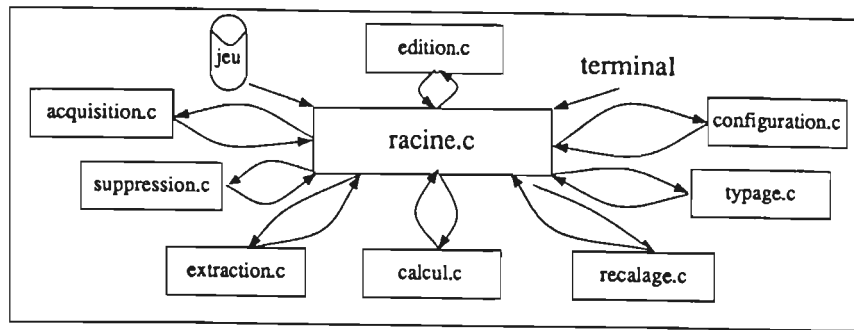 jeu
edition.c
terminal
acquisition.c
racine.c
configuration.c
suppression.c
typage.c
extraction.c
calcul.c
recalage.c